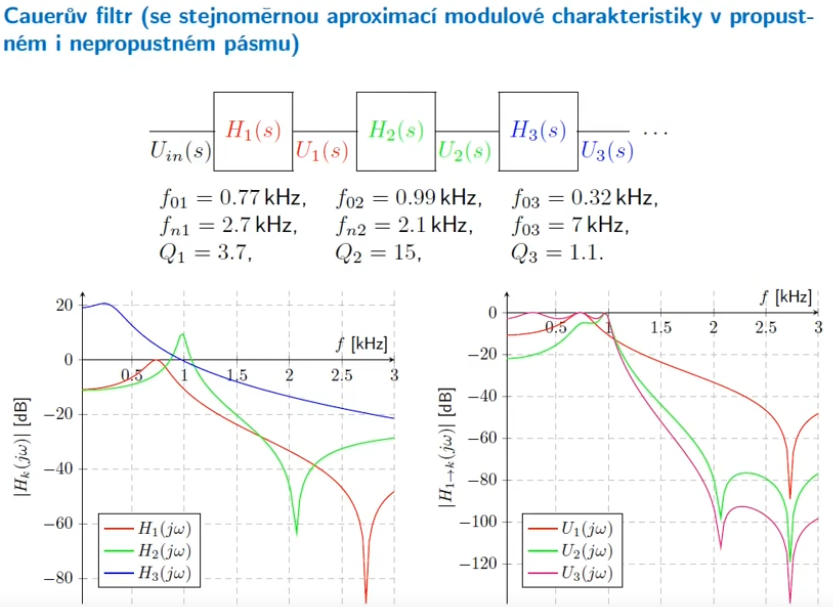 Cauerův filtr (se stejnoměrnou aproximací modulové charakteristiky v propust-
ném i nepropustném pásmu)
H₁(s) H₂(s) H₃(s) ···
U_in(s) U₁(s) U₂(s) U₃(s)
f₀₁ = 0.77 kHz, f₀₂ = 0.99 kHz, f₀₃ = 0.32 kHz,
f_n1 = 2.7 kHz, f_n2 = 2.1 kHz, f₀₃ = 7 kHz,
Q₁ = 3.7, Q₂ = 15, Q₃ = 1.1.
|H_k(jω)| [dB]
20
0
−20
−40
−60
−80
f [kHz]
0.5 1 1.5 2 2.5 3
H₁(jω)
H₂(jω)
H₃(jω)
|H₁→k(jω)| [dB]
0
−20
−40
−60
−80
−100
−120
f [kHz]
0.5 1 1.5 2 2.5 3
U₁(jω)
U₂(jω)
U₃(jω)